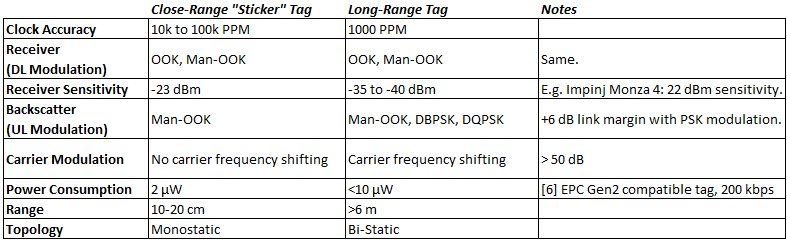 Close-Range "Sticker" Tag Long-Range Tag Notes
Clock Accuracy 10k to 100k PPM 1000 PPM
Receiver
(DL Modulation) OOK, Man-OOK OOK, Man-OOK Same.
Receiver Sensitivity -23 dBm -35 to -40 dBm E.g. Impinj Monza 4: 22 dBm sensitivity.
Backscatter
(UL Modulation) Man-OOK Man-OOK, DBPSK, DQPSK +6 dB link margin with PSK modulation.
Carrier Modulation No carrier frequency shifting Carrier frequency shifting > 50 dB
Power Consumption 2 µW <10 µW [6] EPC Gen2 compatible tag, 200 kbps
Range 10-20 cm >6 m
Topology Monostatic Bi-Static